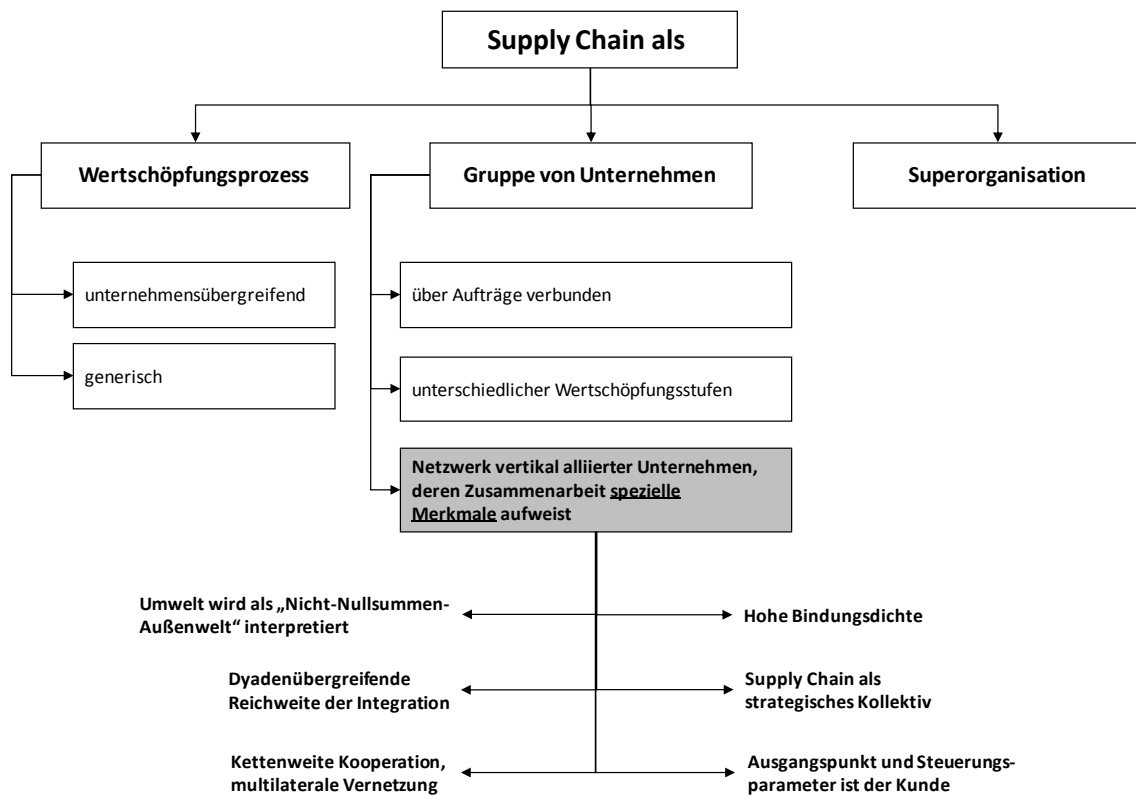 Supply Chain als
Wertschöpfungsprozess
Gruppe von Unternehmen
Superorganisation
unternehmensübergreifend
generisch
über Aufträge verbunden
unterschiedlicher Wertschöpfungsstufen
Netzwerk vertikal alliierter Unternehmen,
deren Zusammenarbeit spezielle
Merkmale aufweist
Umwelt wird als „Nicht-Nullsummen-
Außenwelt“ interpretiert
Hohe Bindungsdichte
Dyadenübergreifende
Reichweite der Integration
Supply Chain als
strategisches Kollektiv
Kettenweite Kooperation,
multilaterale Vernetzung
Ausgangspunkt und Steuerungs-
parameter ist der Kunde